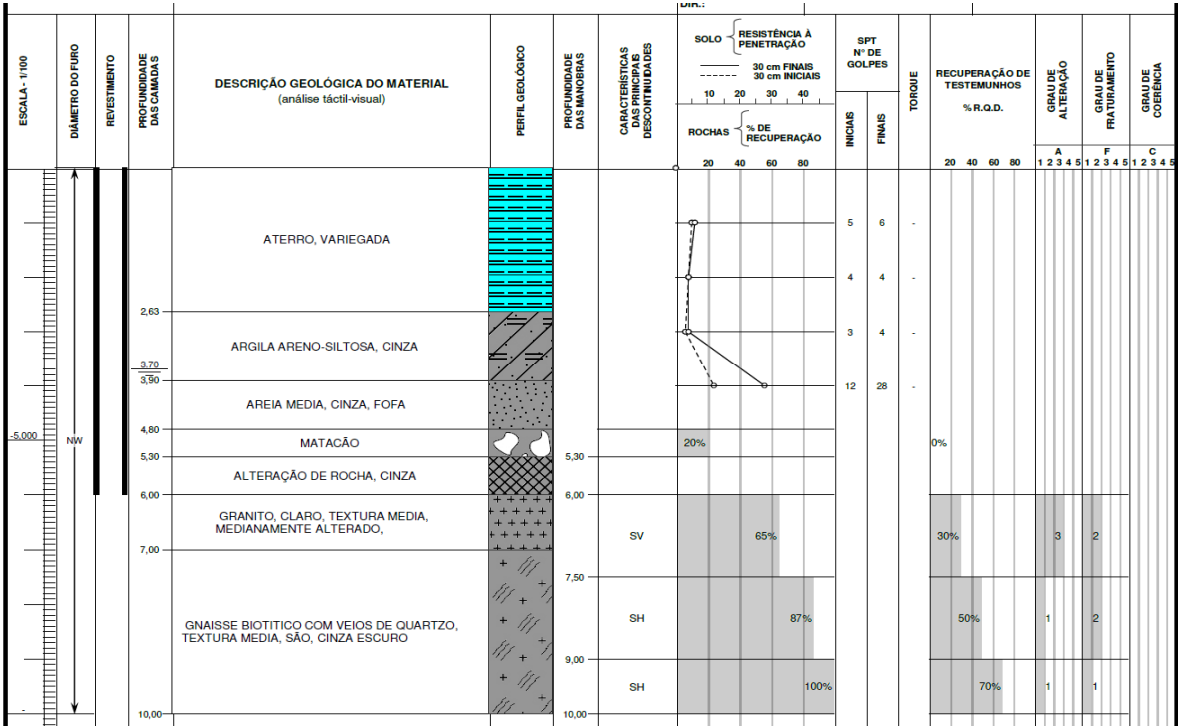 DIR.:
ESCALA - 1/100
DIÂMETRO DO FURO
REVESTIMENTO
PROFUNDIDADE
DAS CAMADAS
DESCRIÇÃO GEOLÓGICA DO MATERIAL
(análise táctil-visual)
PERFIL GEOLÓGICO
PROFUNDIDADE
DAS MANOBRAS
CARACTERÍSTICAS
DAS PRINCIPAIS
DESCONTINUIDADES
SOLO
RESISTÊNCIA À
PENETRAÇÃO
30 cm FINAIS
30 cm INICIAIS
10 20 30 40
ROCHAS
% DE
RECUPERAÇÃO
20 40 60 80
SPT
N° DE
GOLPES
INICIAIS
FINAIS
TORQUE
RECUPERAÇÃO DE
TESTEMUNHOS
% R.Q.D.
20 40 60 80
GRAU DE
ALTERAÇÃO
A
1 2 3 4 5
GRAU DE
FRATURAMENTO
F
1 2 3 4 5
GRAU DE
COERÊNCIA
C
1 2 3 4 5
ATERRO, VARIEGADA
5 6 -
4 4 -
2,63
3 4 -
ARGILA ARENO-SILTOSA, CINZA
3,70
3,90
12 28 -
AREIA MEDIA, CINZA, FOFA
4,80
-5,000
NW
MATACÃO
20%
0%
5,30
5,30
ALTERAÇÃO DE ROCHA, CINZA
6,00
6,00
GRANITO, CLARO, TEXTURA MEDIA,
MEDIANAMENTE ALTERADO,
SV
65%
30%
3
2
7,00
7,50
GNAISSE BIOTITICO COM VEIOS DE QUARTZO,
TEXTURA MEDIA, SÃO, CINZA ESCURO
SH
87%
50%
1
2
9,00
SH
100%
70%
1
1
-
10,00
10,00